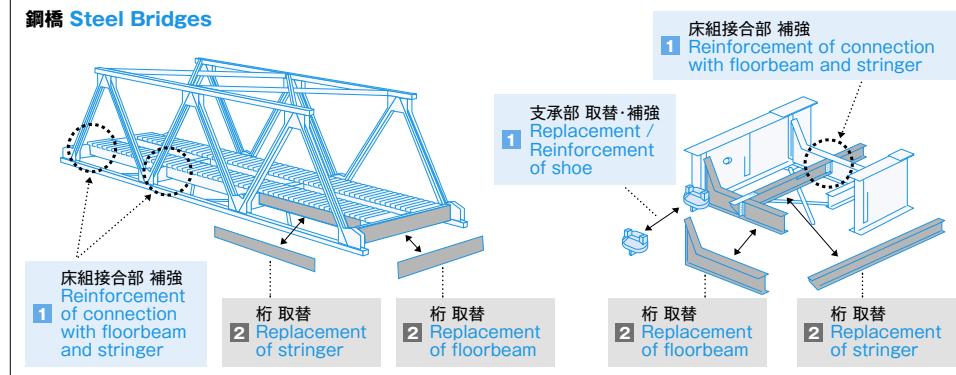 鋼橋 Steel Bridges
床組接合部 補強
1 Reinforcement of connection
with floorbeam and stringer
支承部 取替・補強
1 Replacement /
Reinforcement
of shoe
床組接合部 補強
1 Reinforcement
of connection
with floorbeam
and stringer
桁 取替
2 Replacement
of stringer
桁 取替
2 Replacement
of floorbeam
桁 取替
2 Replacement
of floorbeam
桁 取替
2 Replacement
of stringer